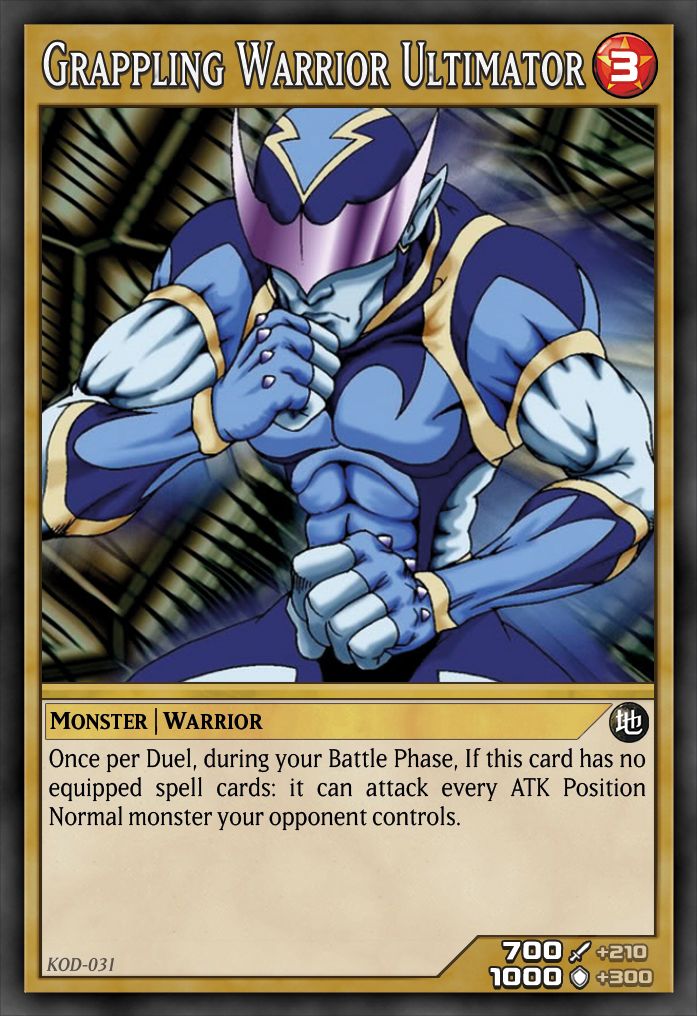 GRAPPLING WARRIOR ULTIMATOR 3
MONSTER | WARRIOR 地
Once per Duel, during your Battle Phase, If this card has no
equipped spell cards: it can attack every ATK Position
Normal monster your opponent controls.
700 +210
KOD-031 1000 +300